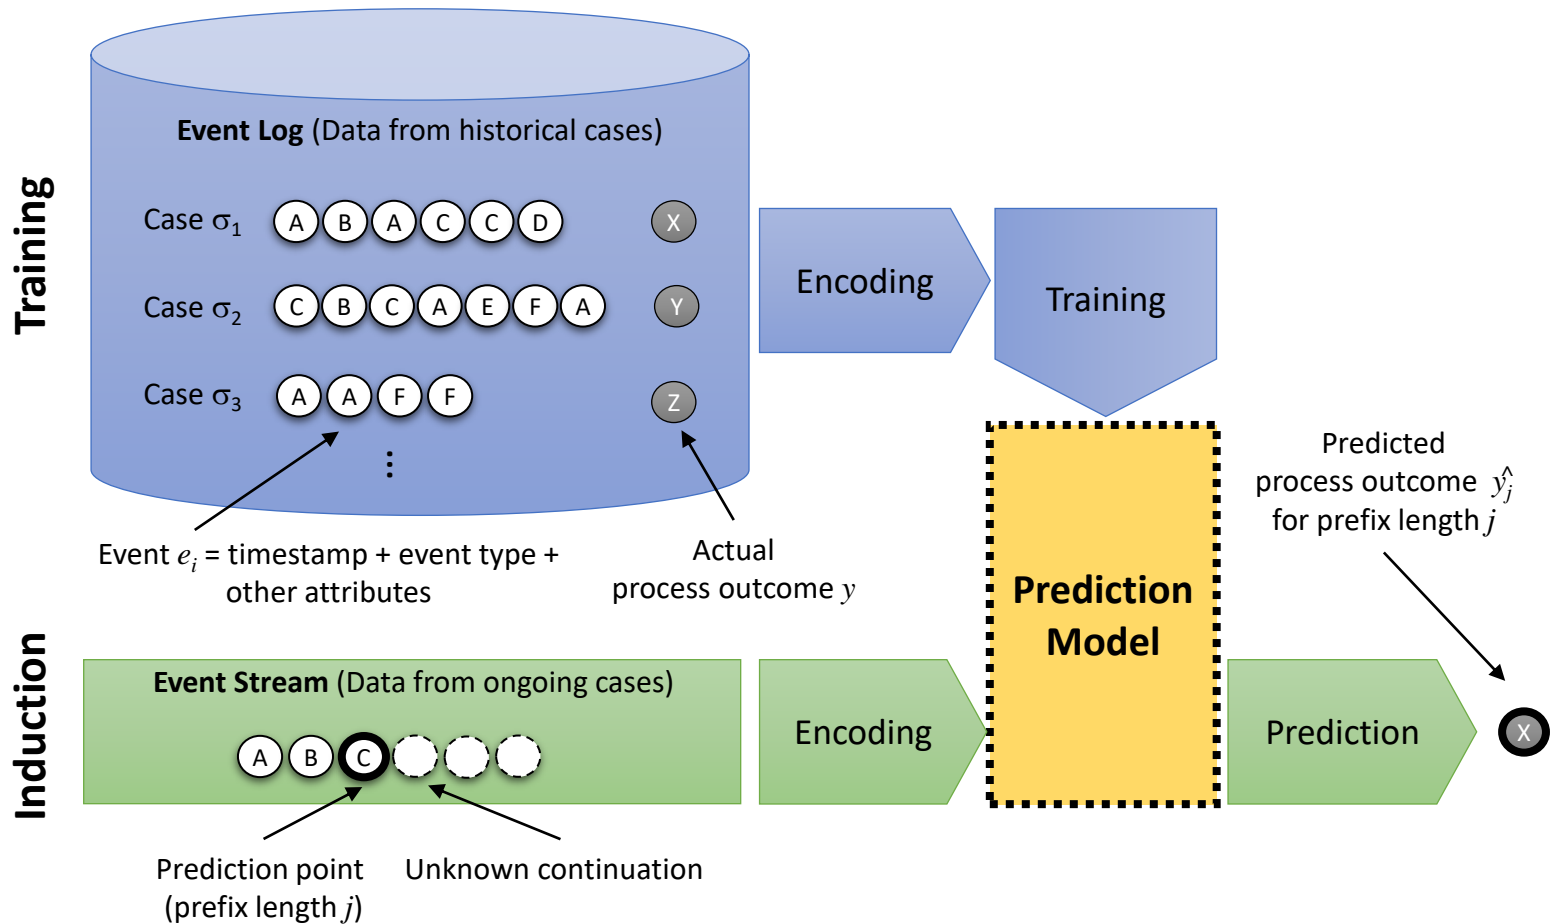 Training
Event Log (Data from historical cases)
Case σ1 A B A C C D X
Case σ2 C B C A E F A Y
Case σ3 A A F F Z
⋮
Event ei = timestamp + event type +
other attributes
Actual
process outcome y
Encoding
Training
Prediction
Model
Predicted
process outcome ŷj
for prefix length j
Induction
Event Stream (Data from ongoing cases)
A B C
Prediction point
(prefix length j)
Unknown continuation
Encoding
Prediction
X